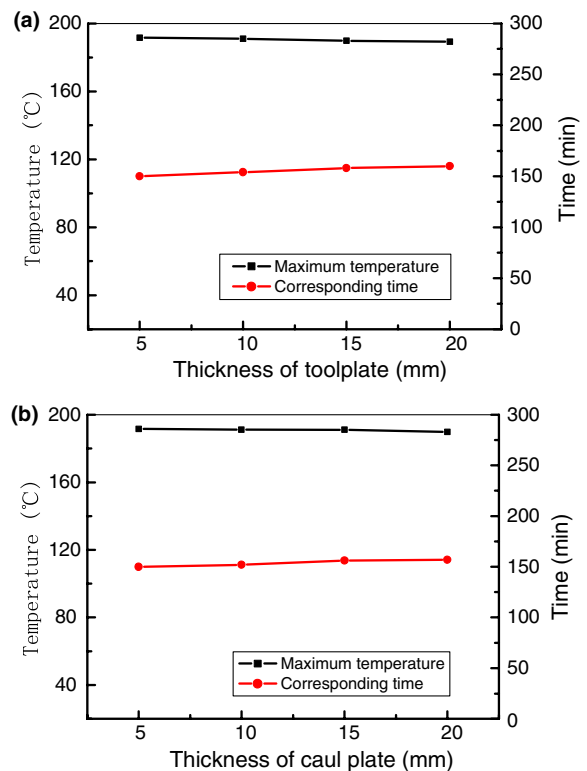 (a)
200
160
120
80
40
Temperature (℃)
300
250
200
150
100
50
0
Time (min)
Maximum temperature
Corresponding time
5 10 15 20
Thickness of toolplate (mm)
(b)
200
160
120
80
40
Temperature (℃)
300
250
200
150
100
50
0
Time (min)
Maximum temperature
Corresponding time
5 10 15 20
Thickness of caul plate (mm)